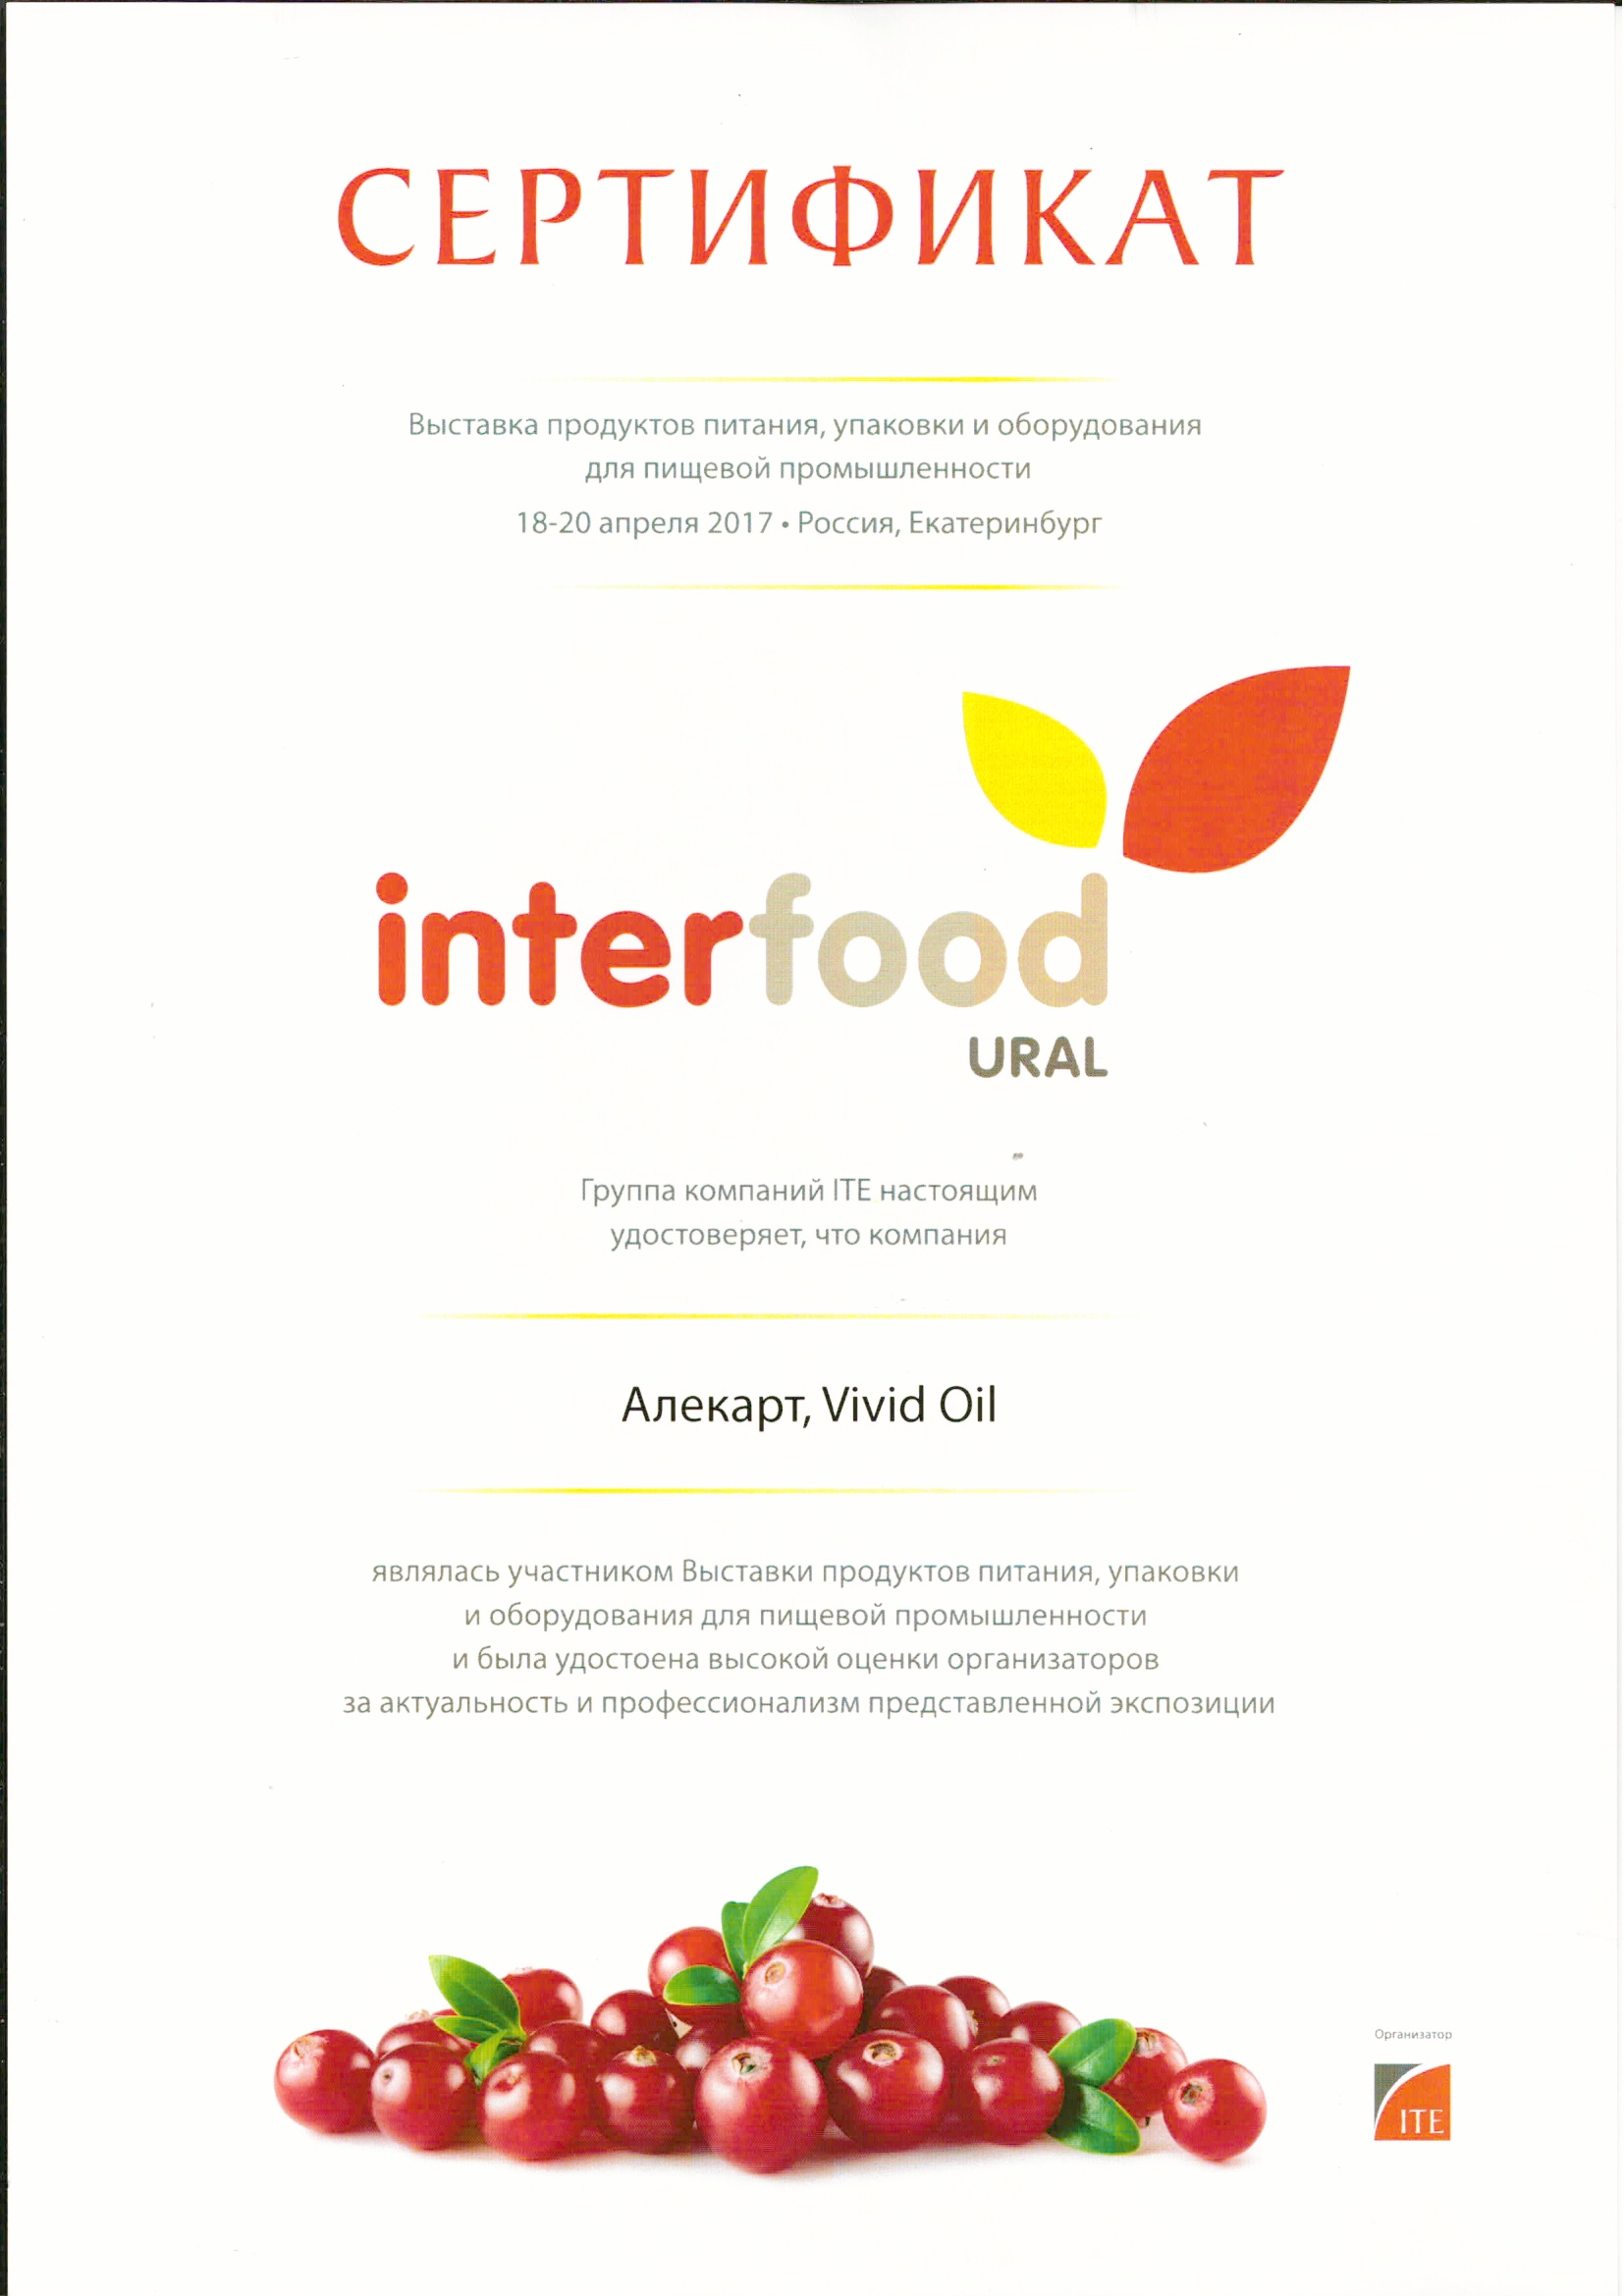 СЕРТИФИКАТ
Выставка продуктов питания, упаковки и оборудования
для пищевой промышленности
18-20 апреля 2017 • Россия, Екатеринбург
interfood
URAL
Группа компаний ITE настоящим
удостоверяет, что компания
Алекарт, Vivid Oil
являлась участником Выставки продуктов питания, упаковки
и оборудования для пищевой промышленности
и была удостоена высокой оценки организаторов
за актуальность и профессионализм представленной экспозиции
Организатор
ITE